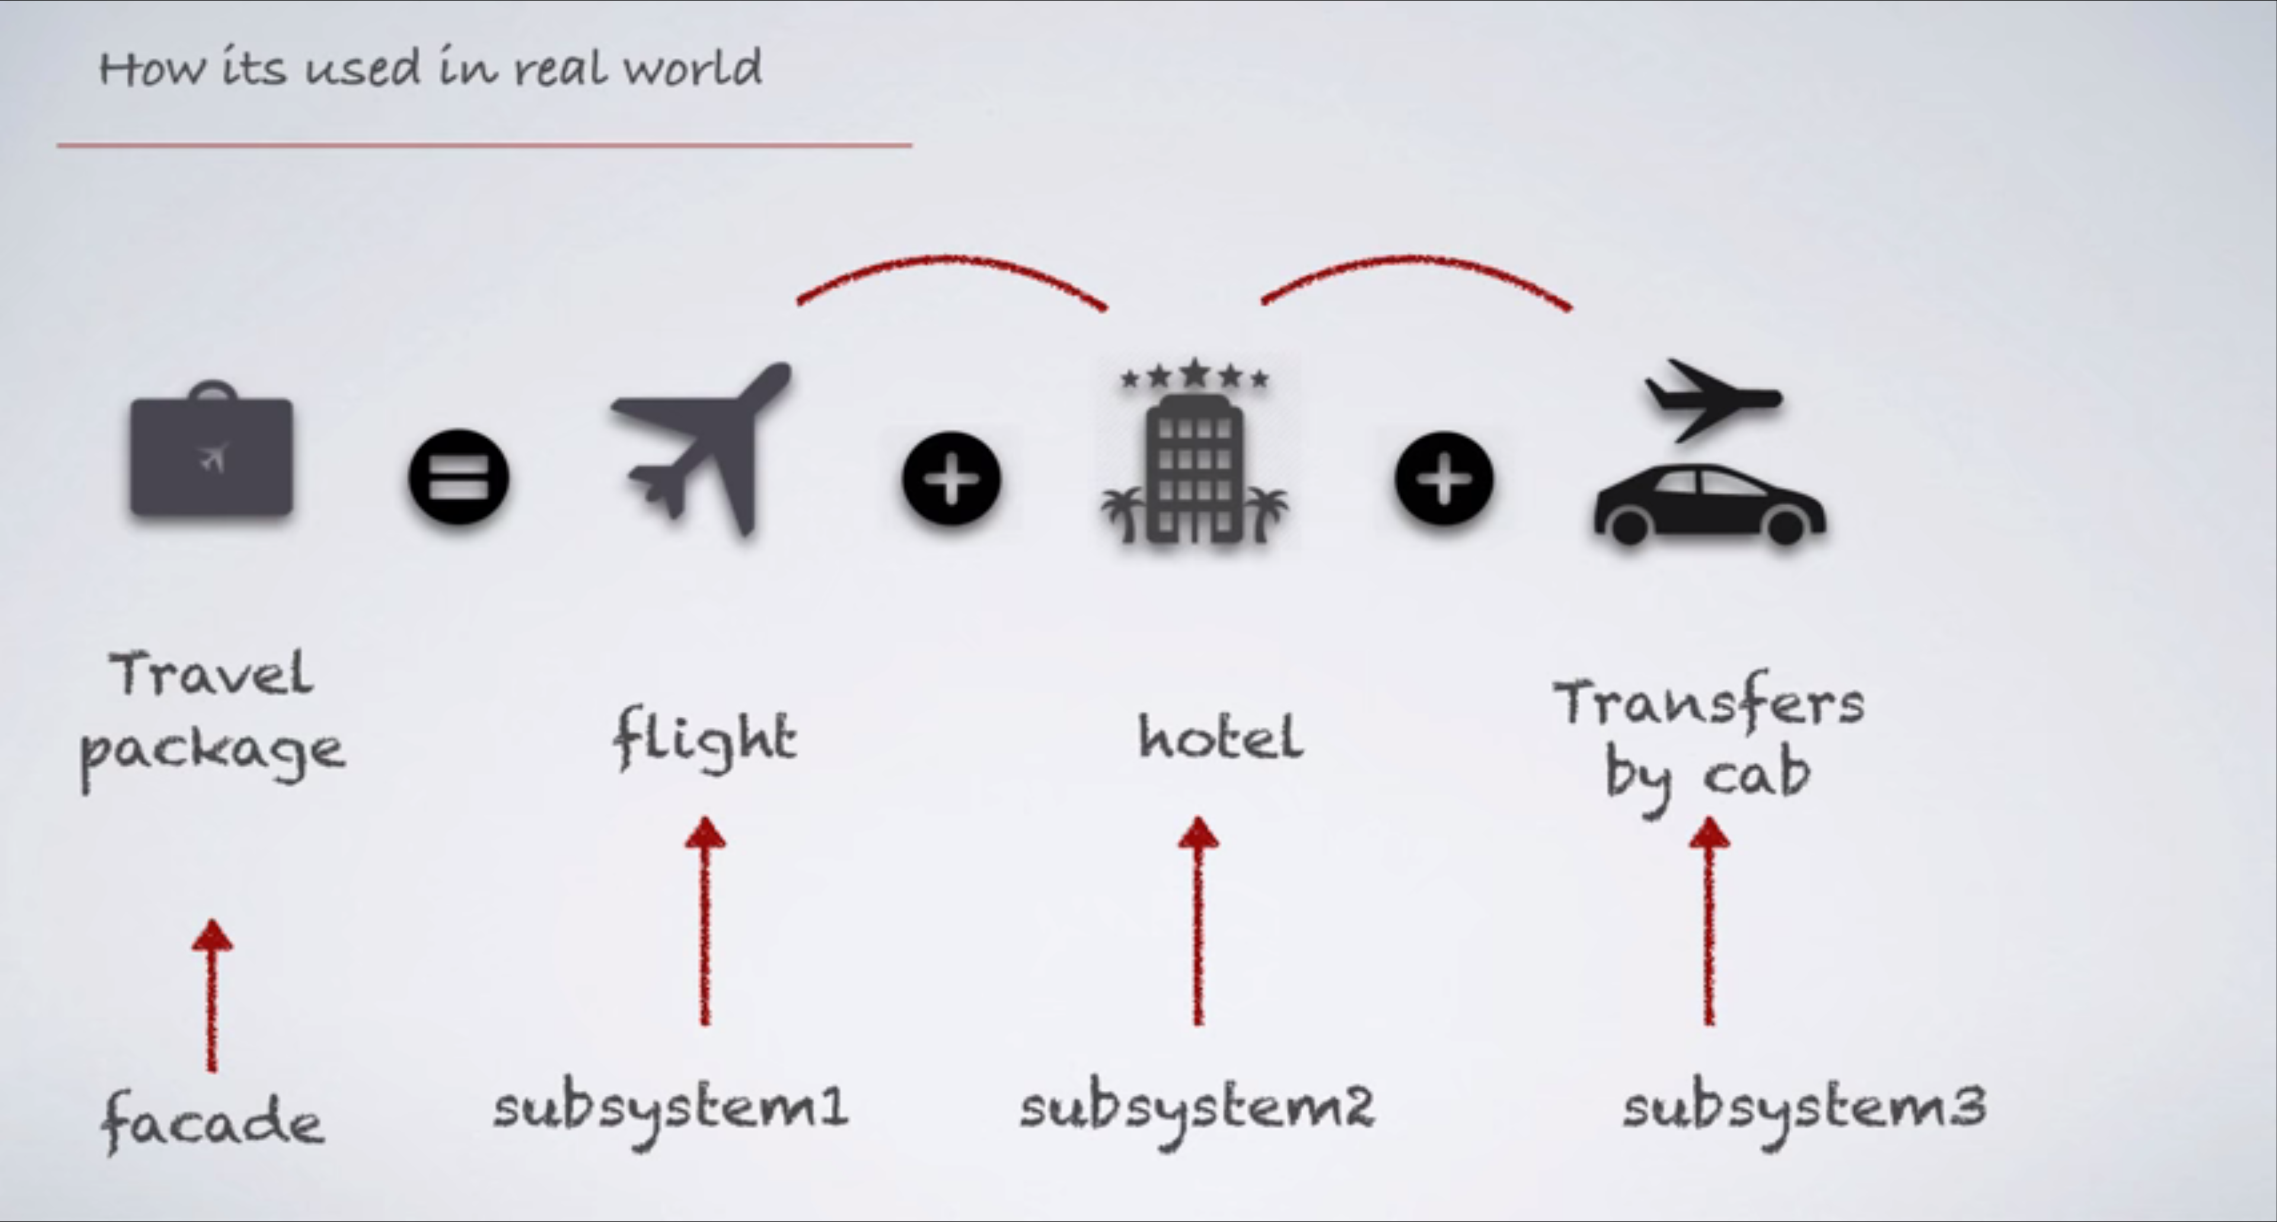 How its used in real world
Travel
package
flight
hotel
Transfers
by cab
facade
subsystem1
subsystem2
subsystem3